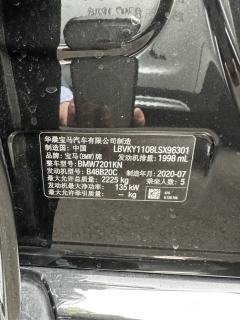 华晨宝马汽车有限公司制造
制造国：中国 LBVKY1108LSX96301
品牌：宝马(BMW)牌 发动机排量：1998 mL
整车型号：BMW7201KN
发动机型号：B48B20C 制造年月：2020-07
最大允许总质量：2225 kg 乘坐人数：5
发动机最大净功率：135 kW
最大允许牵引质量：-- kg